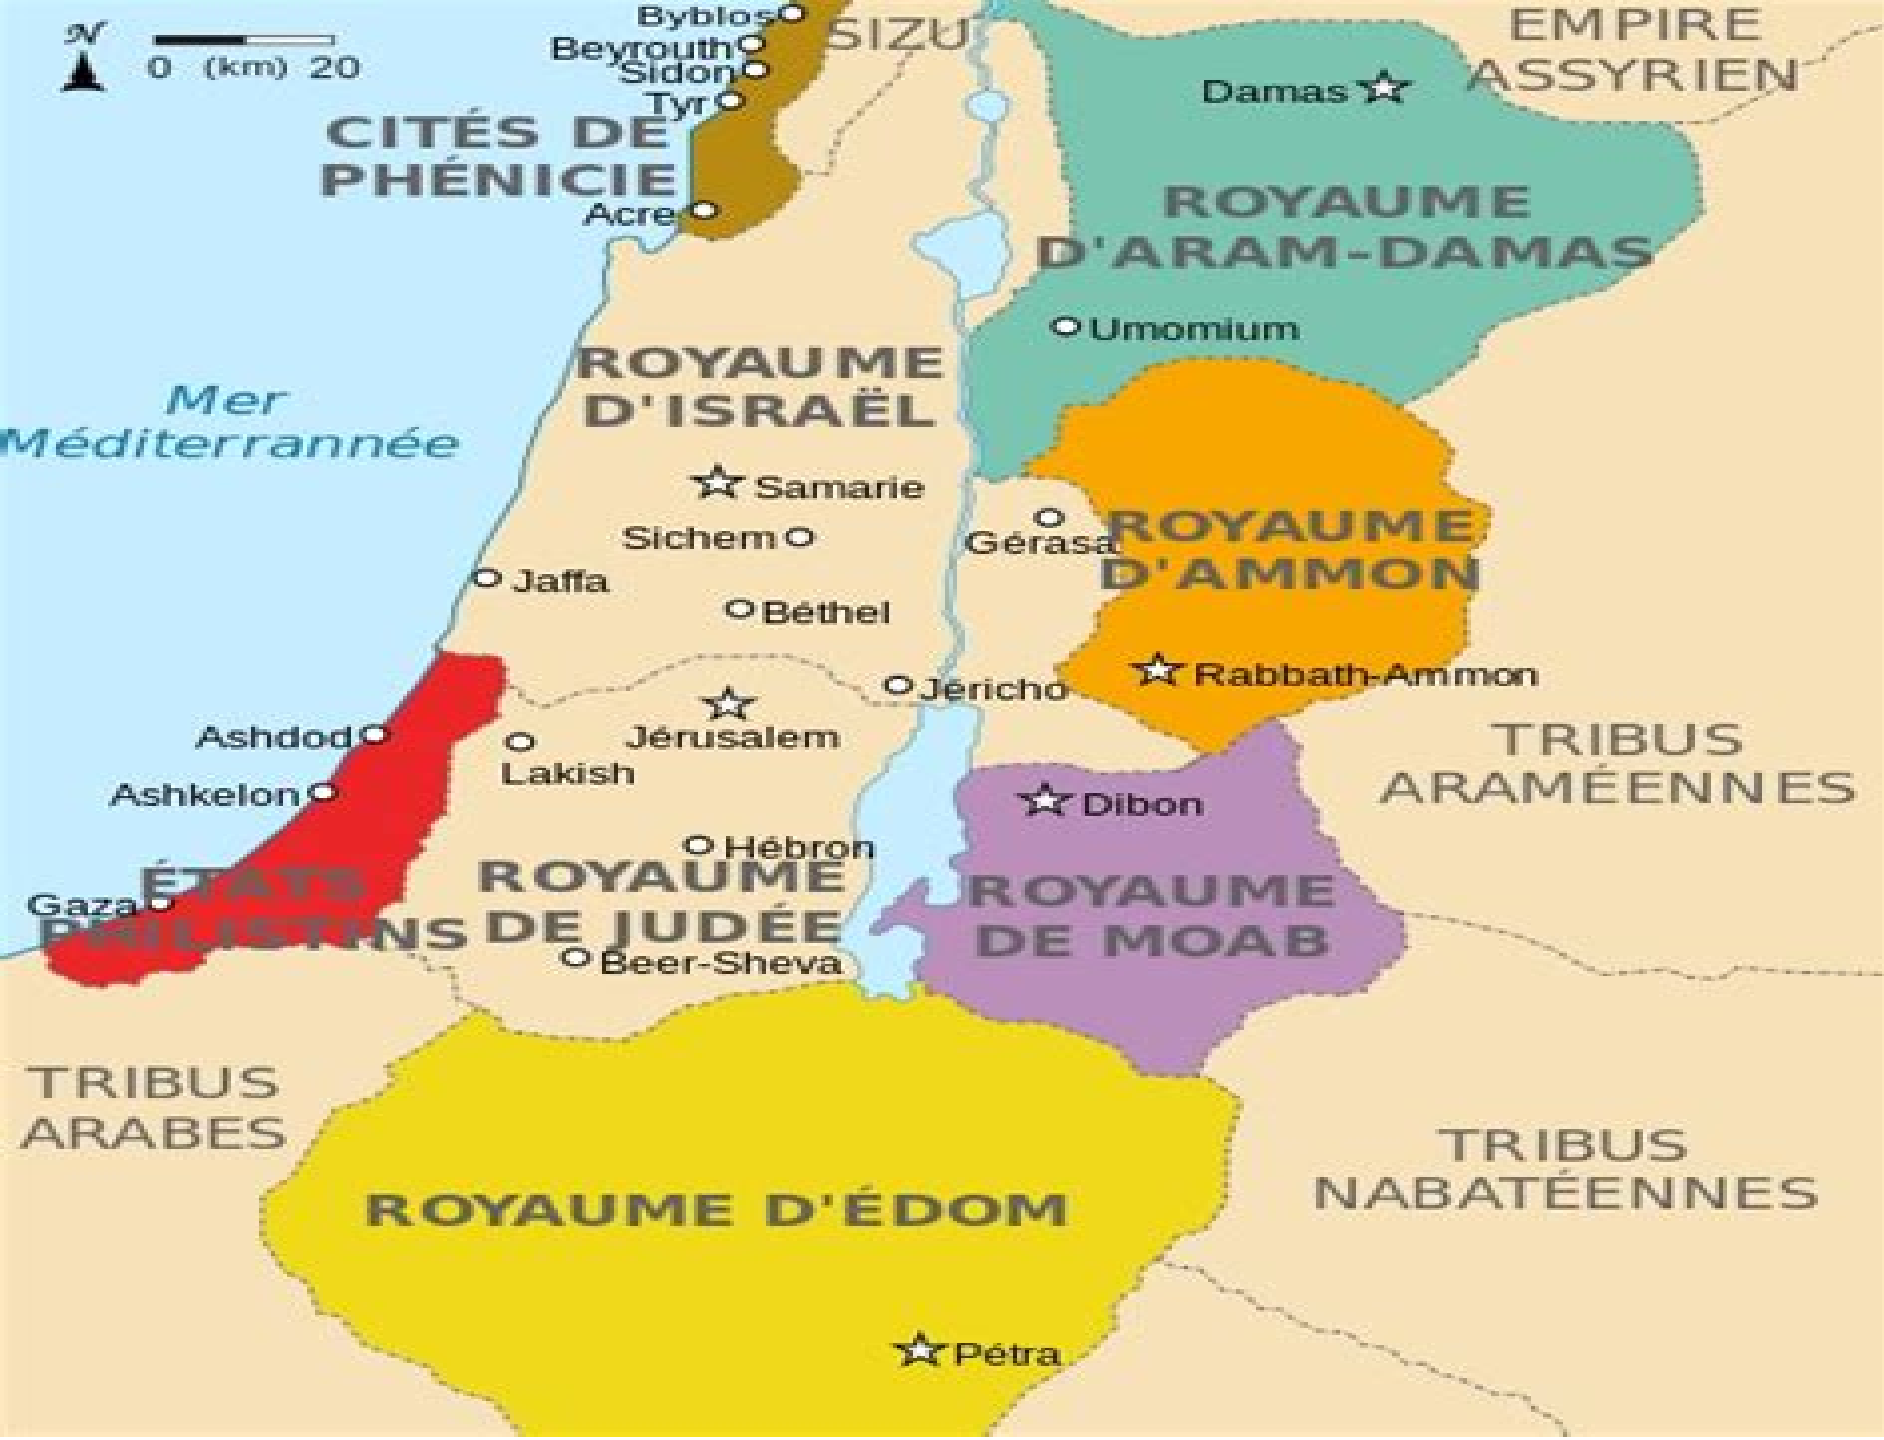 N
0 (km) 20
Byblos
Beyrouth
Sidon
Tyr
SIZU
EMPIRE
ASSYRIEN
Damas
CITÉS DE
PHÉNICIE
Acre
ROYAUME
D'ARAM-DAMAS
Umomium
ROYAUME
D'ISRAËL
Mer
Méditerrannée
Samarie
Sichem
Gérasa
ROYAUME
D'AMMON
Jaffa
Béthel
Jéricho
Rabbath-Ammon
Jérusalem
Ashdod
Lakish
Ashkelon
TRIBUS
ARAMÉENNES
Dibon
Hébron
ÉTATS
PHILISTINS
Gaza
ROYAUME
DE JUDÉE
ROYAUME
DE MOAB
Beer-Sheva
TRIBUS
ARABES
TRIBUS
NABATÉENNES
ROYAUME D'ÉDOM
Pétra